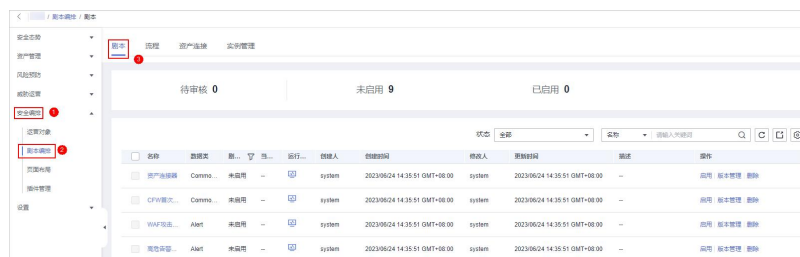 / 剧本编排 / 剧本
安全态势
资产管理
风险预防
威胁运营
安全编排 1
运营对象
剧本编排 2
页面布局
插件管理
设置
剧本 流程 资产连接 实例管理
3
待审核 0 未启用 9 已启用 0
状态 全部 名称 请输入关键词
名称 数据类 剧... 当... 运行... 创建人 创建时间 修改人 更新时间 描述 操作
资产连接器 Commo... 未启用 -- system 2023/06/24 14:35:51 GMT+08:00 system 2023/06/24 14:35:51 GMT+08:00 -- 启用 版本管理 删除
CFW首次... Commo... 未启用 -- system 2023/06/24 14:35:51 GMT+08:00 system 2023/06/24 14:35:51 GMT+08:00 -- 启用 版本管理 删除
WAF攻击... Alert 未启用 -- system 2023/06/24 14:35:51 GMT+08:00 system 2023/06/24 14:35:51 GMT+08:00 -- 启用 版本管理 删除
高危告警... Alert 未启用 -- system 2023/06/24 14:35:51 GMT+08:00 system 2023/06/24 14:35:51 GMT+08:00 -- 启用 版本管理 删除